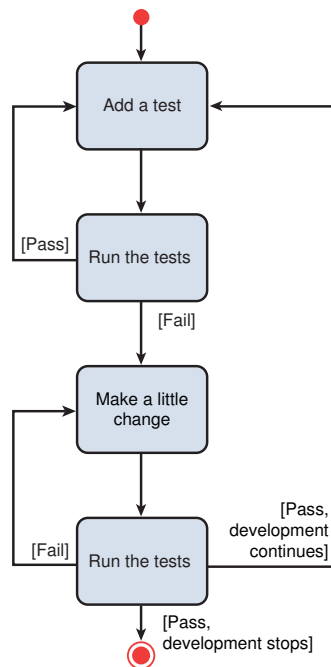 Add a test
[Pass]
Run the tests
[Fail]
Make a little
change
[Pass,
development
continues]
[Fail]
Run the tests
[Pass,
development stops]